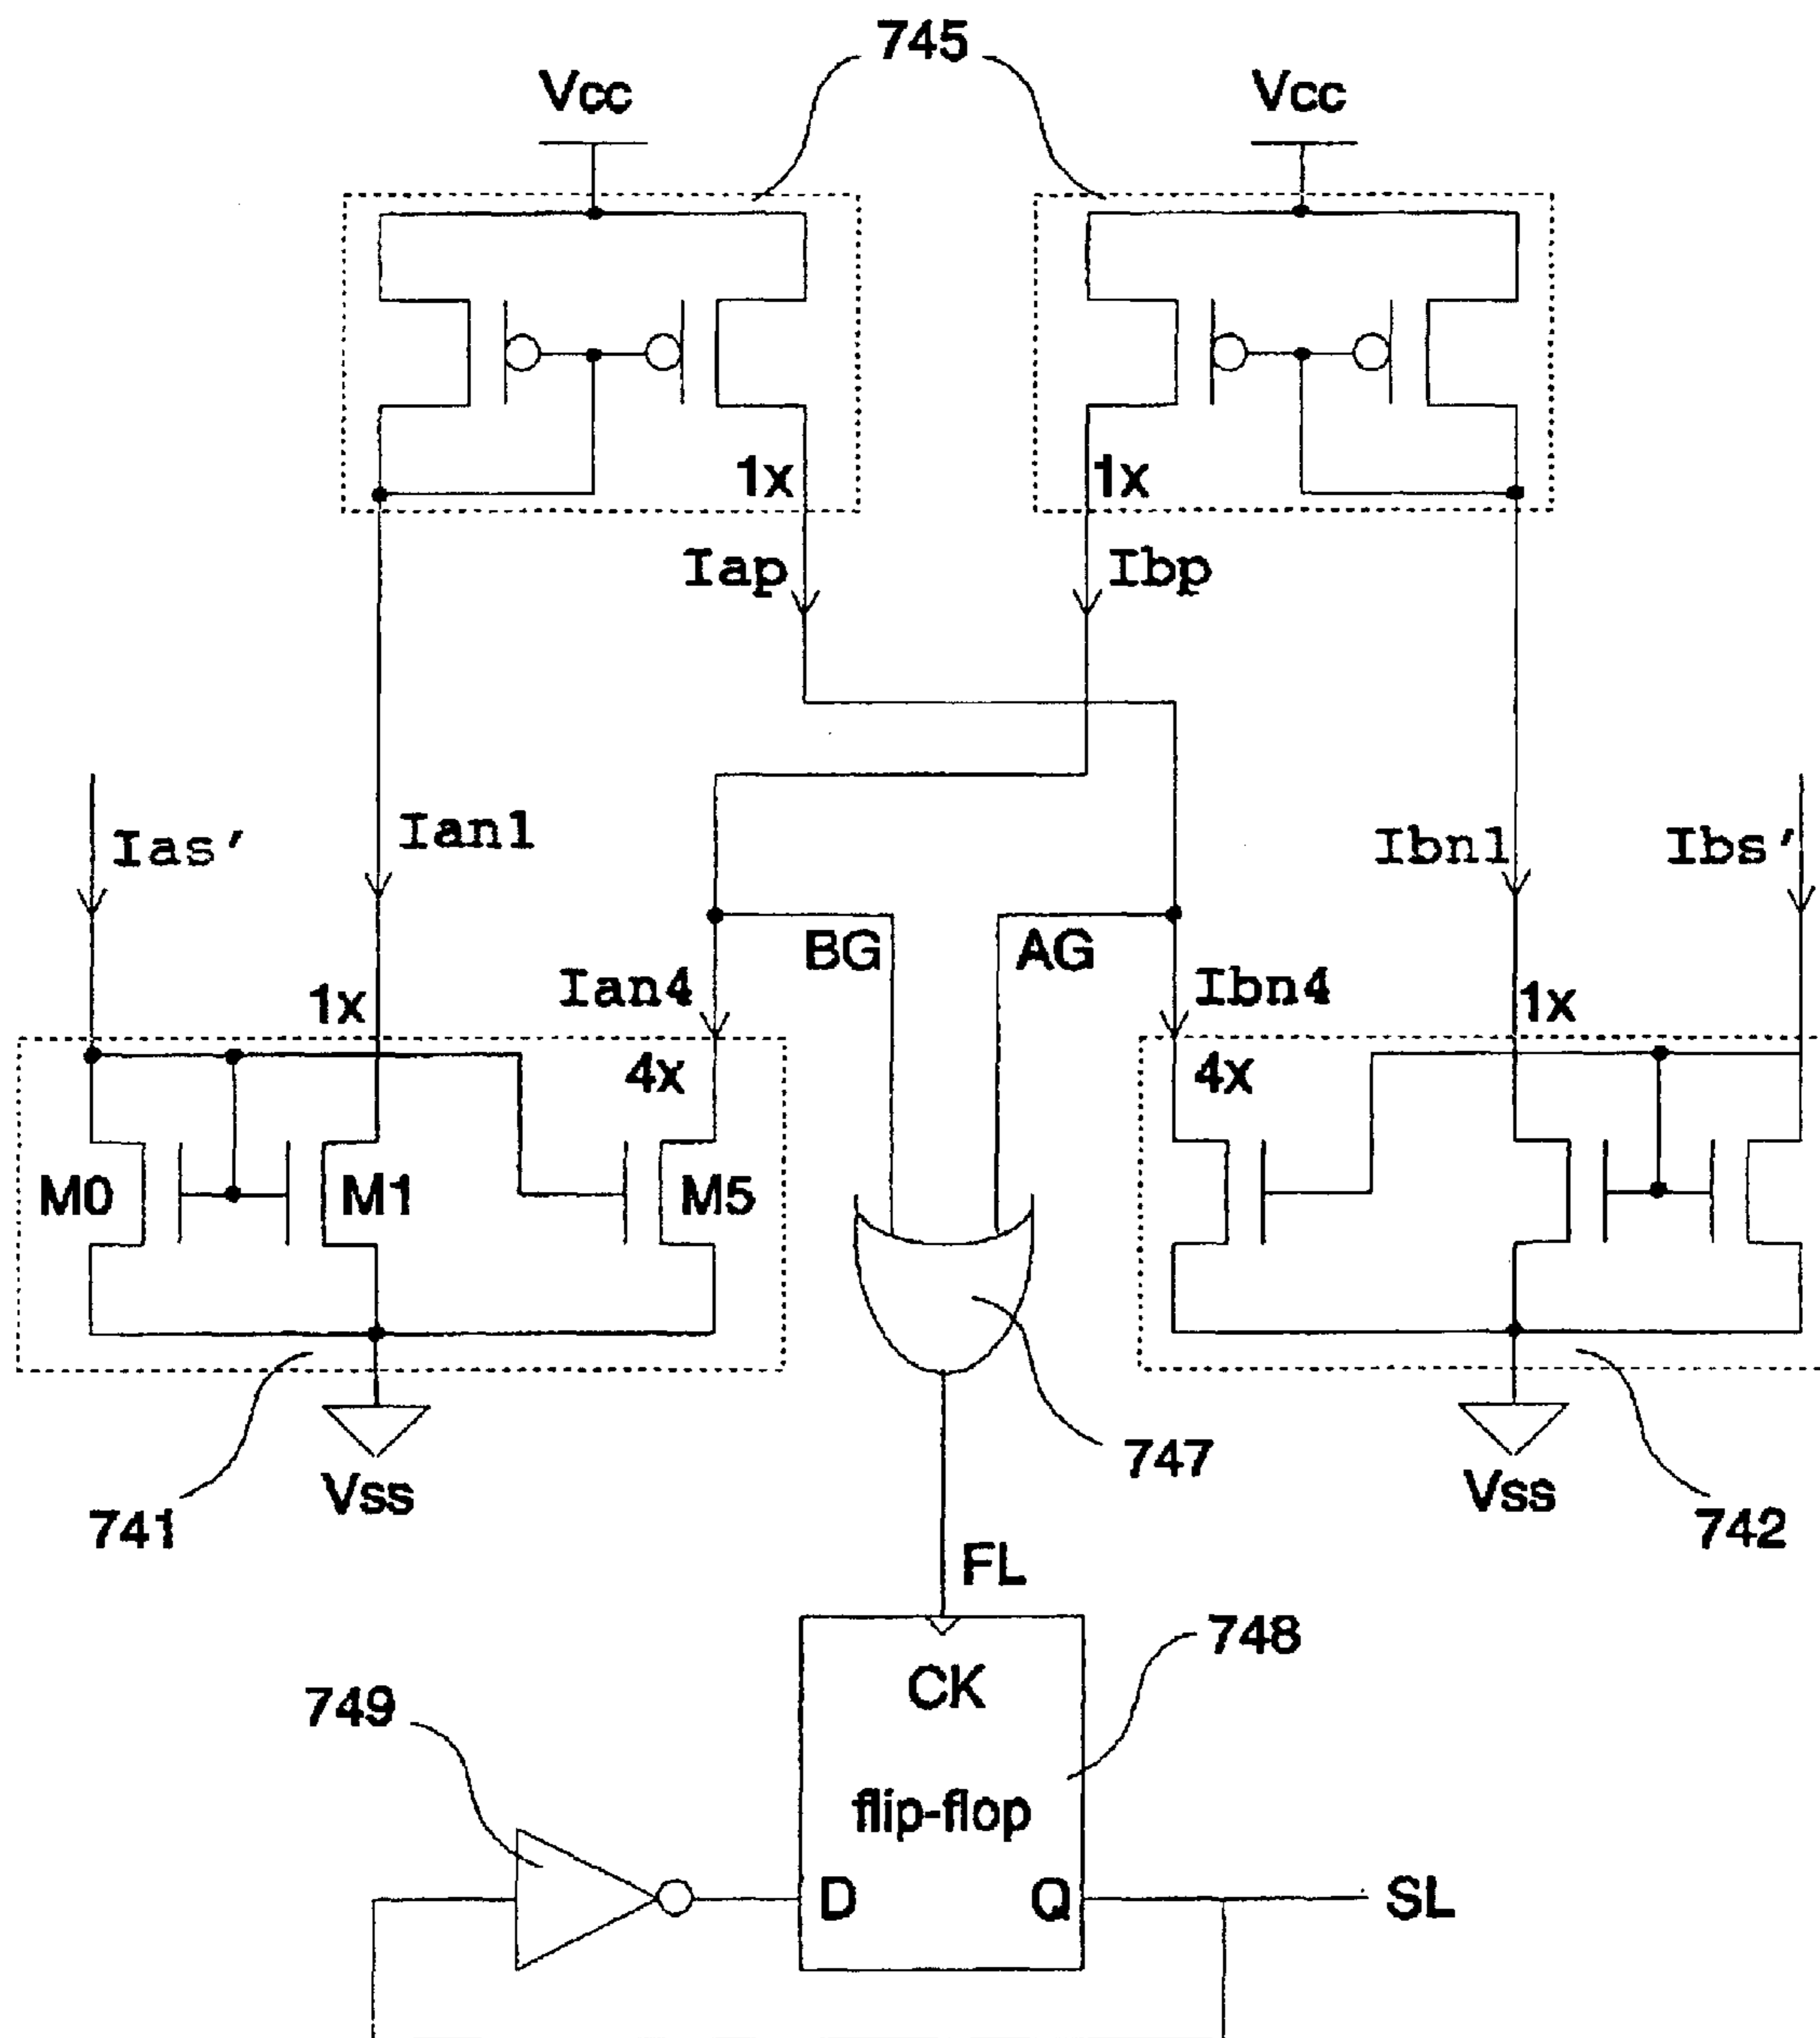 745
Vcc
Vcc
1x
1x
Iap
Ibp
Ias'
Ian1
Ibn1
Ibs'
BG
AG
Ian4
Ibn4
1x
1x
4x
4x
M0
M1
M5
747
Vss
Vss
741
742
FL
748
CK
749
flip-flop
D
Q
SL